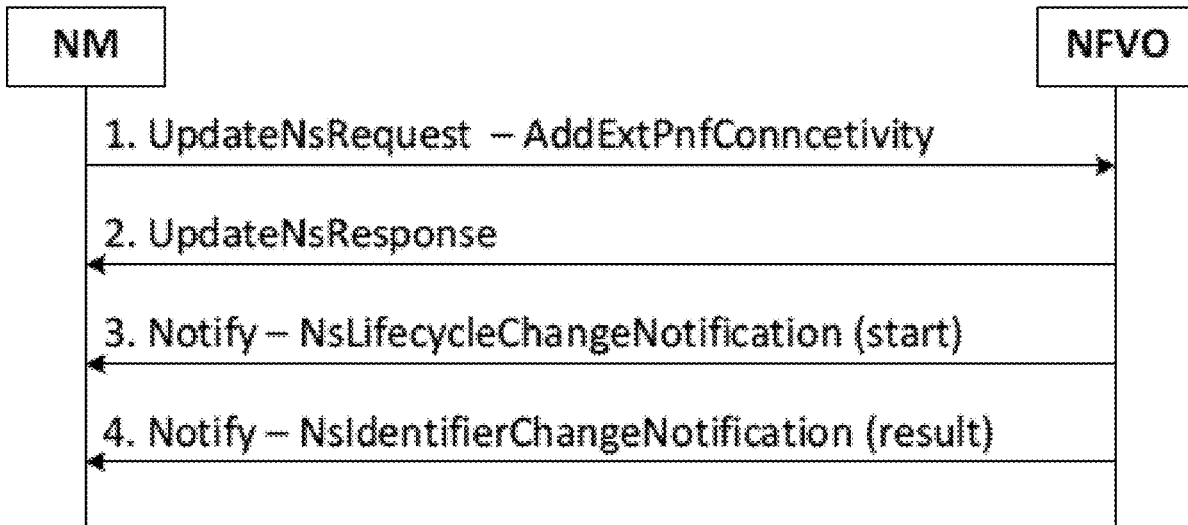 NM
NFVO
1. UpdateNsRequest – AddExtPnfConncetivity
2. UpdateNsResponse
3. Notify – NsLifecycleChangeNotification (start)
4. Notify – NsIdentifierChangeNotification (result)